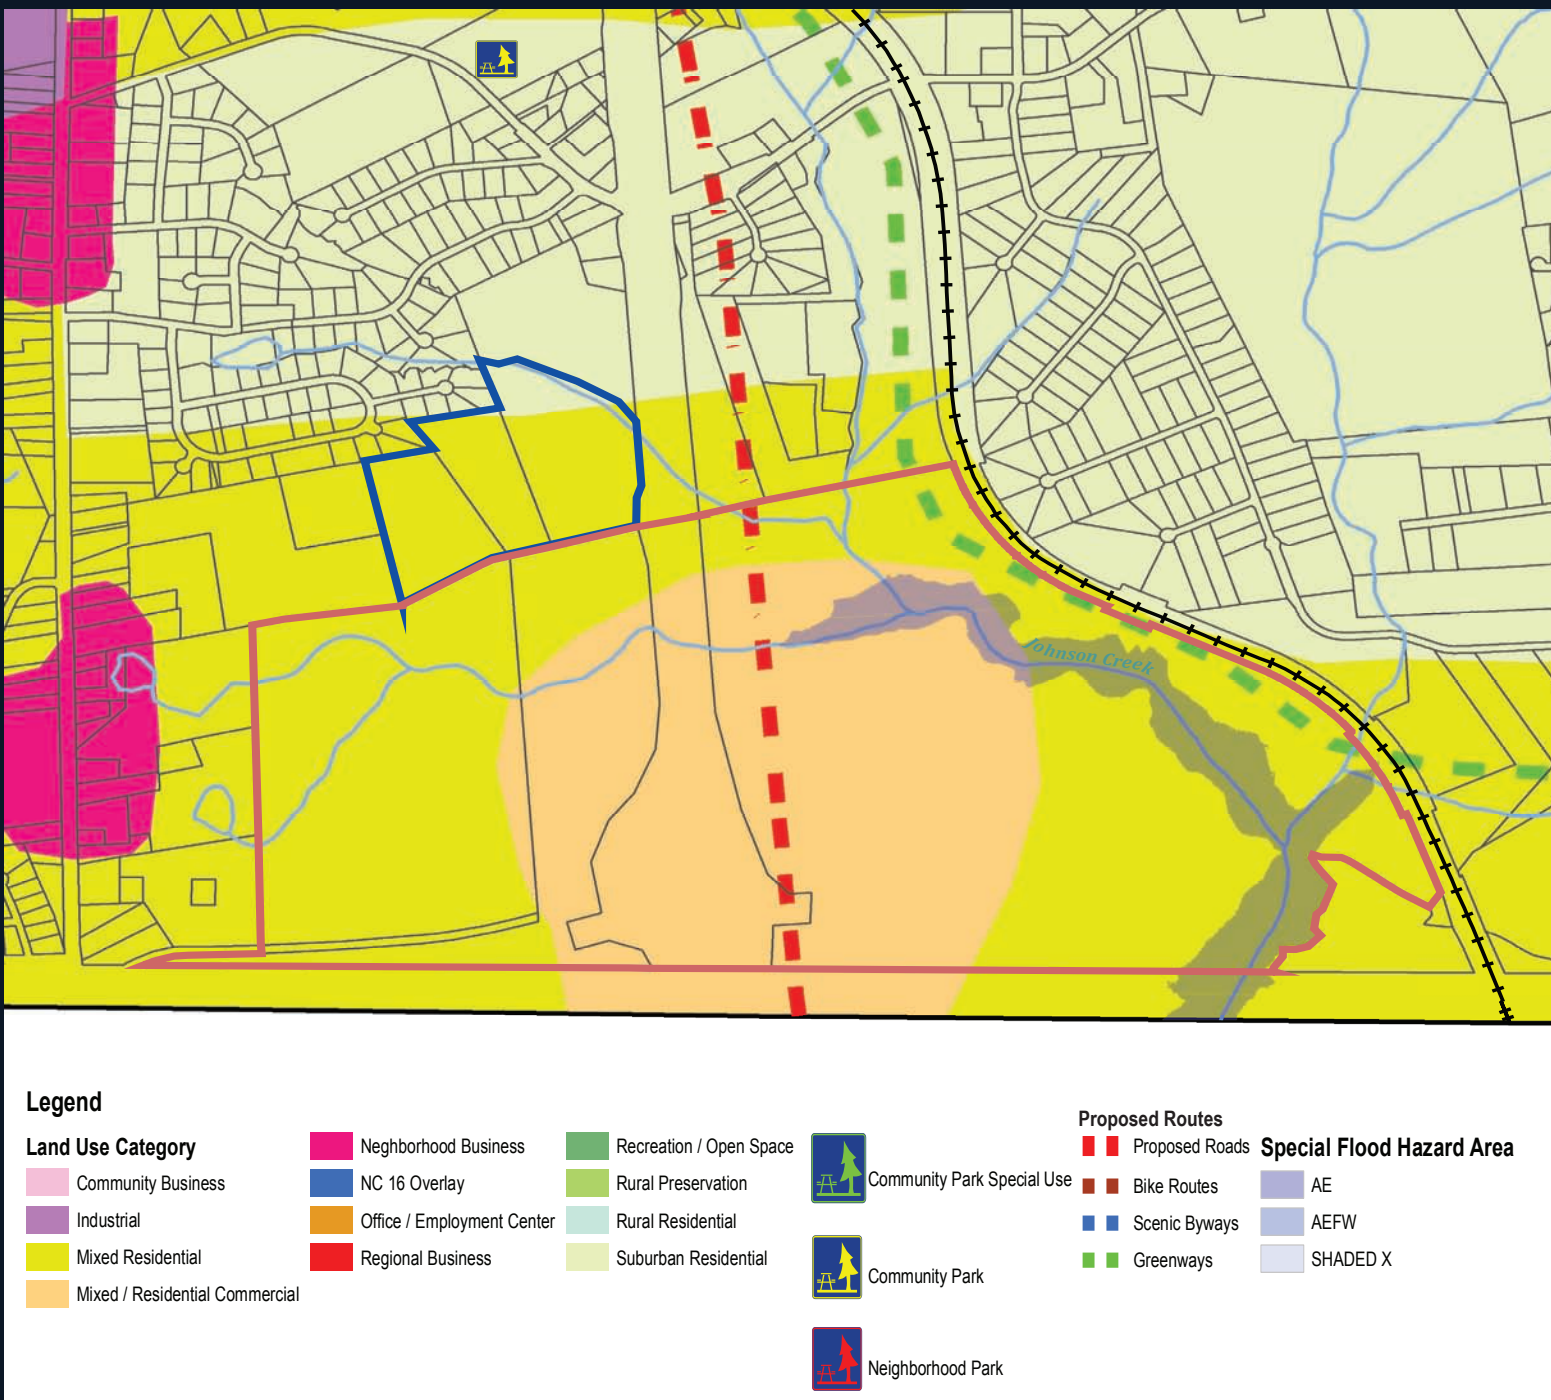 Johnson Creek
Legend
Land Use Category
Community Business
Industrial
Mixed Residential
Mixed / Residential Commercial
Neghborhood Business
NC 16 Overlay
Office / Employment Center
Regional Business
Recreation / Open Space
Rural Preservation
Rural Residential
Suburban Residential
Community Park Special Use
Community Park
Neighborhood Park
Proposed Routes
Proposed Roads
Bike Routes
Scenic Byways
Greenways
Special Flood Hazard Area
AE
AEFW
SHADED X